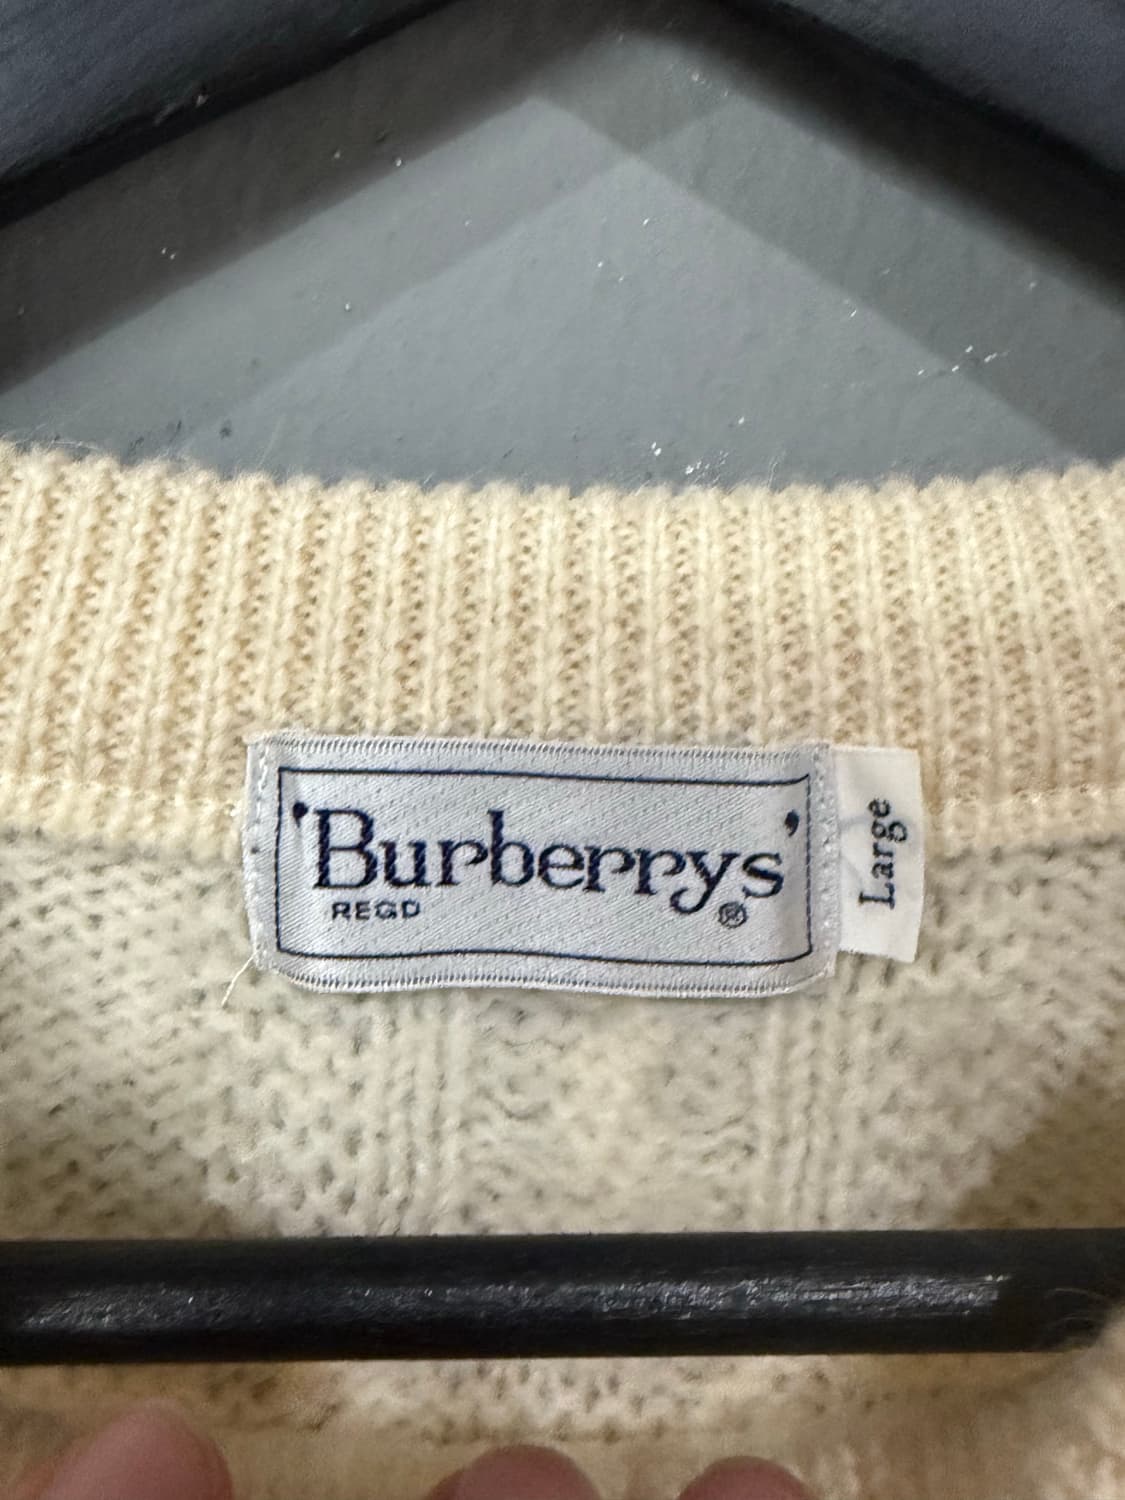 'Burberrys'
REGD ®
Large